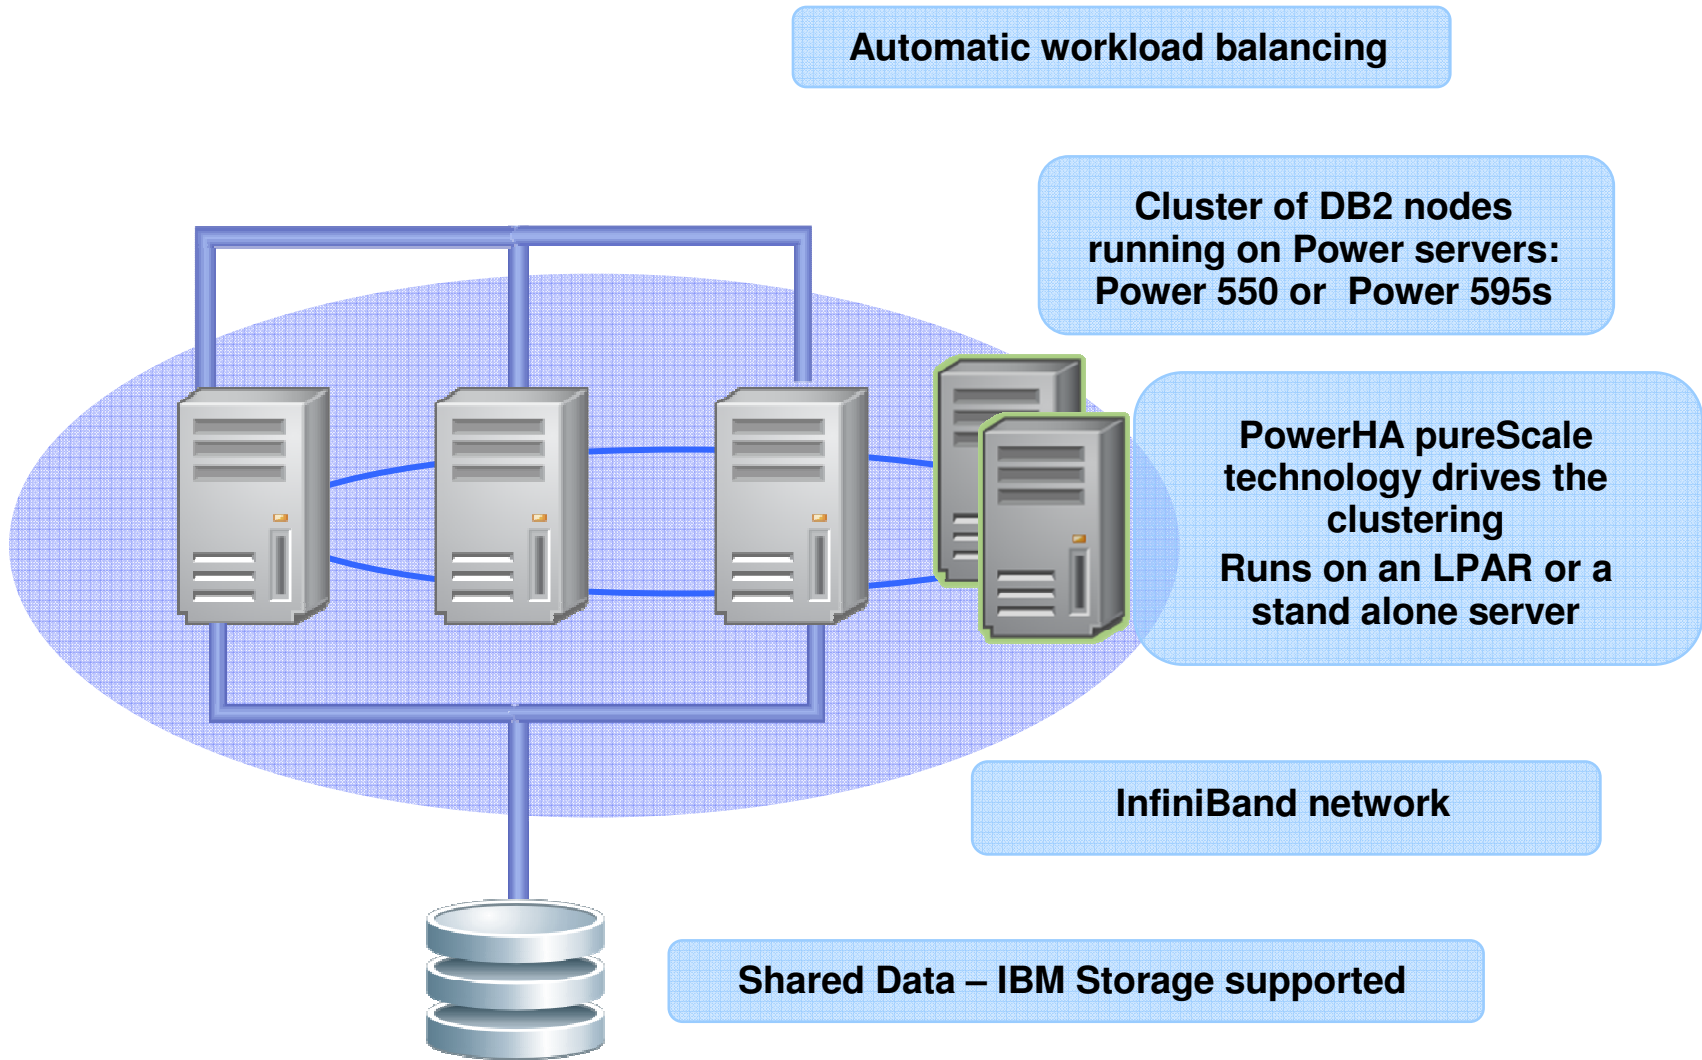 Automatic workload balancing
Cluster of DB2 nodes
running on Power servers:
Power 550 or  Power 595s
PowerHA pureScale
technology drives the
clustering
Runs on an LPAR or a
stand alone server
InfiniBand network
Shared Data – IBM Storage supported